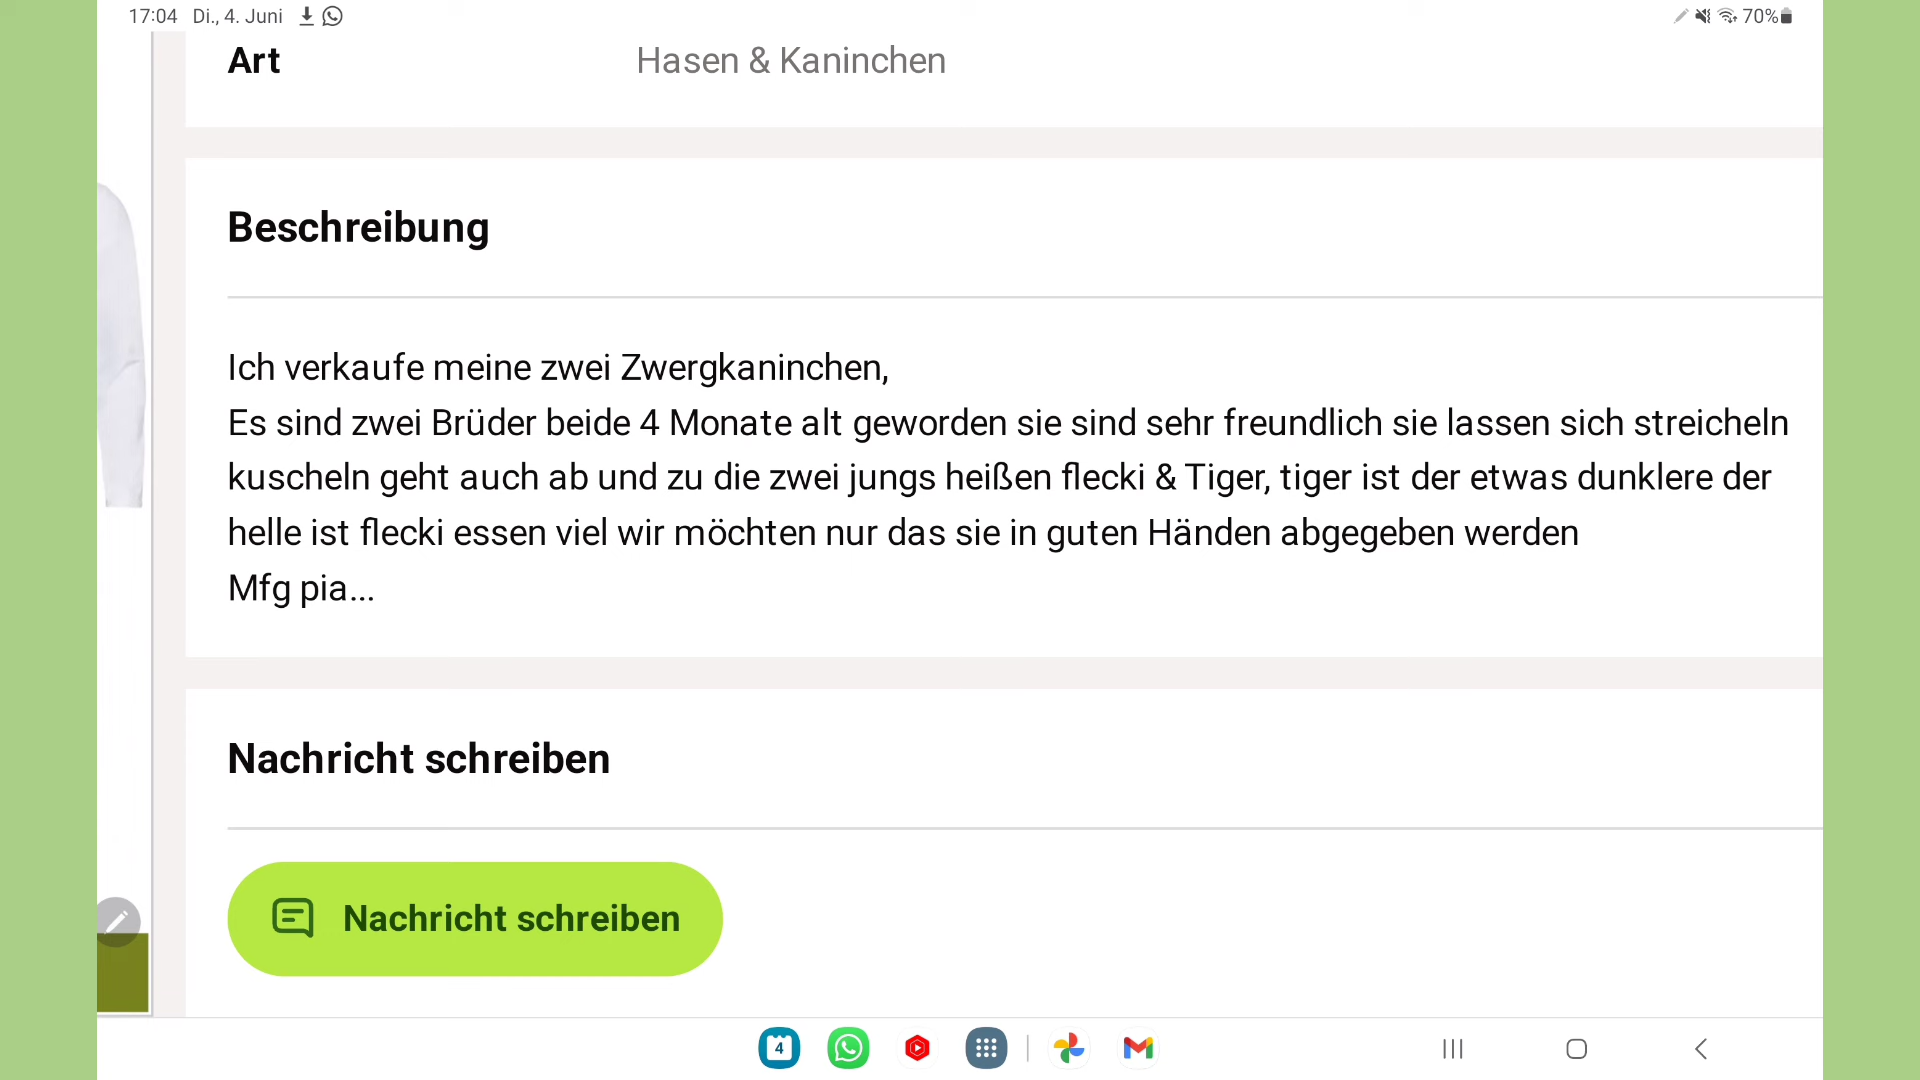 17:04 Di., 4. Juni 70%
Art Hasen & Kaninchen
Beschreibung
Ich verkaufe meine zwei Zwergkaninchen,
Es sind zwei Brüder beide 4 Monate alt geworden sie sind sehr freundlich sie lassen sich streicheln
kuscheln geht auch ab und zu die zwei jungs heißen flecki & Tiger, tiger ist der etwas dunklere der
helle ist flecki essen viel wir möchten nur das sie in guten Händen abgegeben werden
Mfg pia...
Nachricht schreiben
Nachricht schreiben
4